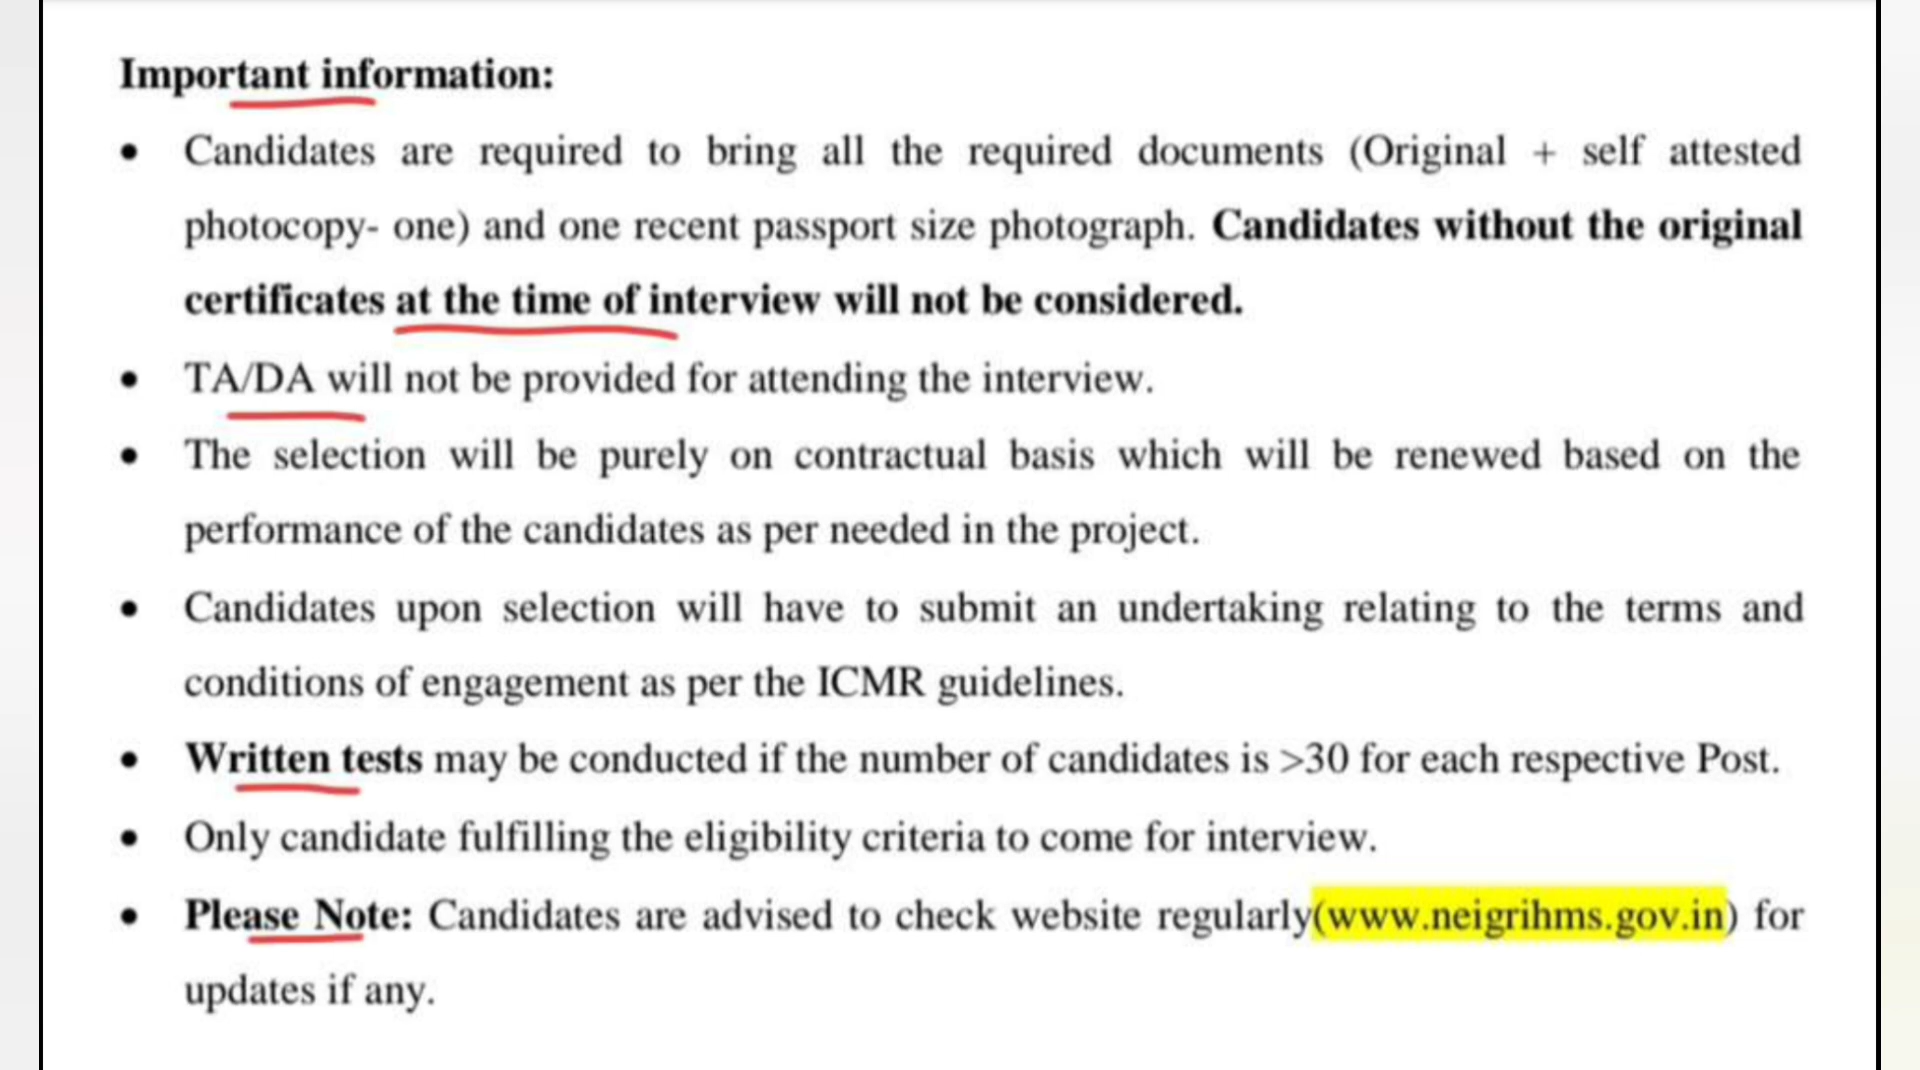 Important information:
• Candidates are required to bring all the required documents (Original + self attested
photocopy- one) and one recent passport size photograph. Candidates without the original
certificates at the time of interview will not be considered.
• TA/DA will not be provided for attending the interview.
• The selection will be purely on contractual basis which will be renewed based on the
performance of the candidates as per needed in the project.
• Candidates upon selection will have to submit an undertaking relating to the terms and
conditions of engagement as per the ICMR guidelines.
• Written tests may be conducted if the number of candidates is >30 for each respective Post.
• Only candidate fulfilling the eligibility criteria to come for interview.
• Please Note: Candidates are advised to check website regularly(www.neigrihms.gov.in) for
updates if any.